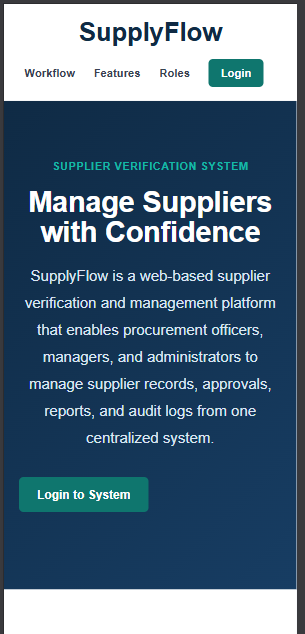 SupplyFlow
Workflow Features Roles Login
SUPPLIER VERIFICATION SYSTEM
Manage Suppliers
with Confidence
SupplyFlow is a web-based supplier
verification and management platform
that enables procurement officers,
managers, and administrators to
manage supplier records, approvals,
reports, and audit logs from one
centralized system.
Login to System